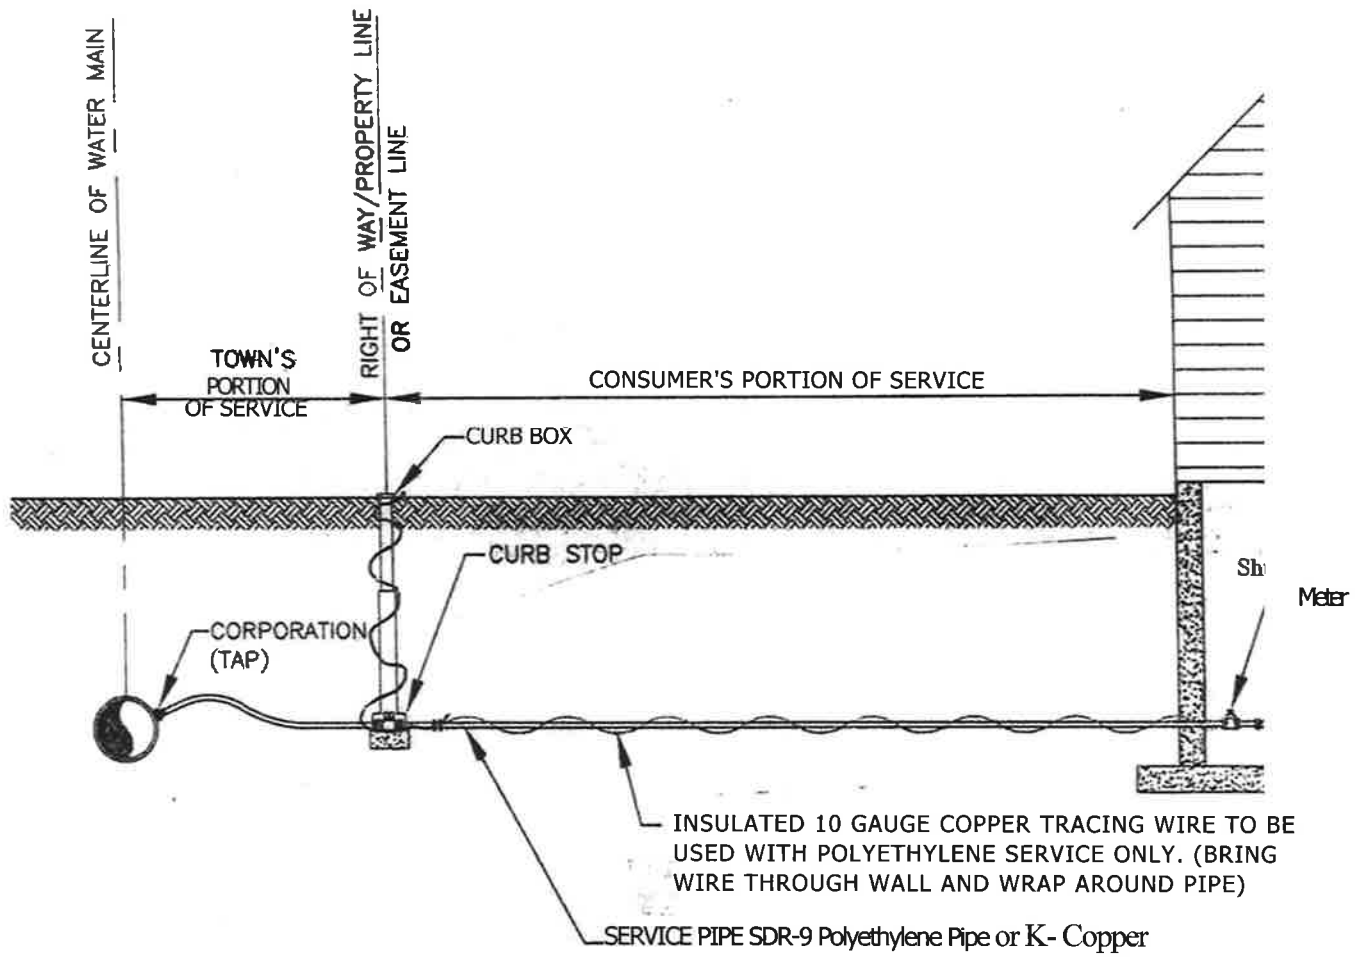 CENTERLINE OF WATER MAIN
RIGHT OF WAY/PROPERTY LINE
OR EASEMENT LINE
TOWN'S
PORTION
OF SERVICE
CONSUMER'S PORTION OF SERVICE
CURB BOX
CURB STOP
CORPORATION
(TAP)
Meter
INSULATED 10 GAUGE COPPER TRACING WIRE TO BE
USED WITH POLYETHYLENE SERVICE ONLY. (BRING
WIRE THROUGH WALL AND WRAP AROUND PIPE)
SERVICE PIPE SDR-9 Polyethylene Pipe or K- Copper